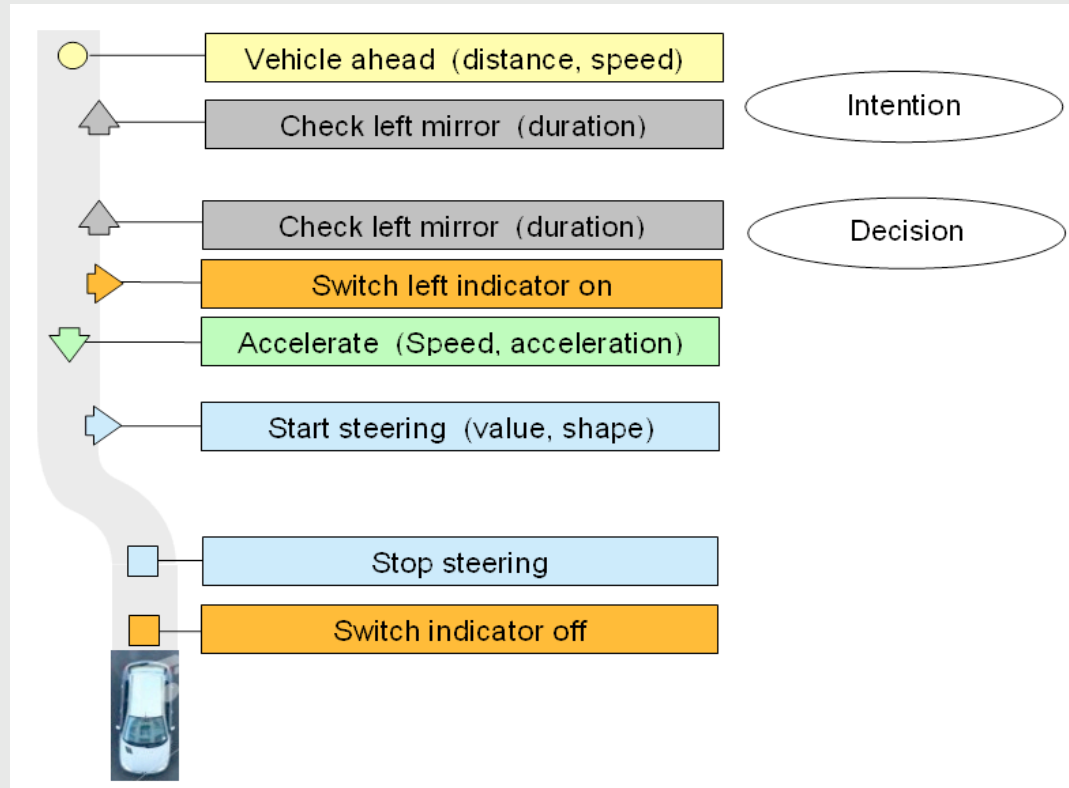 Vehicle ahead (distance, speed)
Intention
Check left mirror (duration)
Check left mirror (duration)
Decision
Switch left indicator on
Accelerate (Speed, acceleration)
Start steering (value, shape)
Stop steering
Switch indicator off